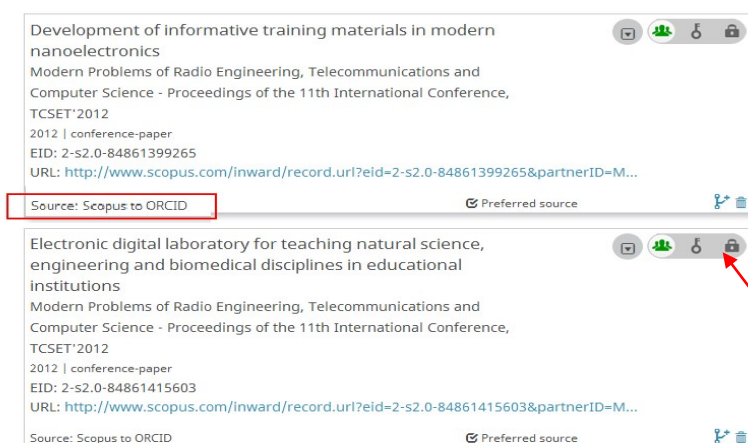 Development of informative training materials in modern
nanoelectronics
Modern Problems of Radio Engineering, Telecommunications and
Computer Science - Proceedings of the 11th International Conference,
TCSET'2012
2012 | conference-paper
EID: 2-s2.0-84861399265
URL: http://www.scopus.com/inward/record.url?eid=2-s2.0-84861399265&partnerID=M...
Source: Scopus to ORCID Preferred source
Electronic digital laboratory for teaching natural science,
engineering and biomedical disciplines in educational
institutions
Modern Problems of Radio Engineering, Telecommunications and
Computer Science - Proceedings of the 11th International Conference,
TCSET'2012
2012 | conference-paper
EID: 2-s2.0-84861415603
URL: http://www.scopus.com/inward/record.url?eid=2-s2.0-84861415603&partnerID=M...
Source: Scopus to ORCID Preferred source